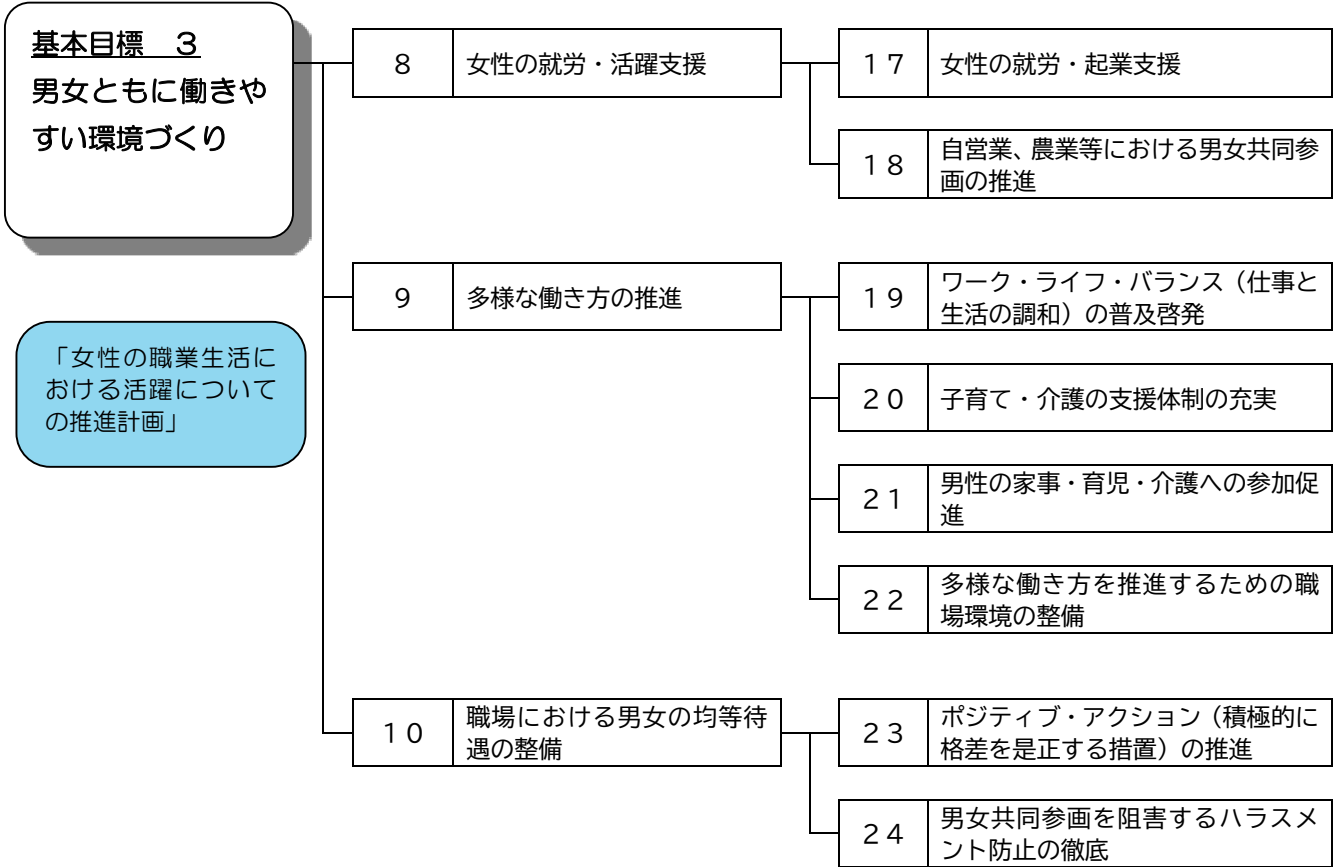 基本目標　３
男女ともに働きや
すい環境づくり
「女性の職業生活に
おける活躍について
の推進計画」
８
女性の就労・活躍支援
１７
女性の就労・起業支援
１８
自営業、農業等における男女共同参
画の推進
９
多様な働き方の推進
１９
ワーク・ライフ・バランス（仕事と
生活の調和）の普及啓発
２０
子育て・介護の支援体制の充実
２１
男性の家事・育児・介護への参加促
進
２２
多様な働き方を推進するための職
場環境の整備
１０
職場における男女の均等待
遇の整備
２３
ポジティブ・アクション（積極的に
格差を是正する措置）の推進
２４
男女共同参画を阻害するハラスメ
ント防止の徹底